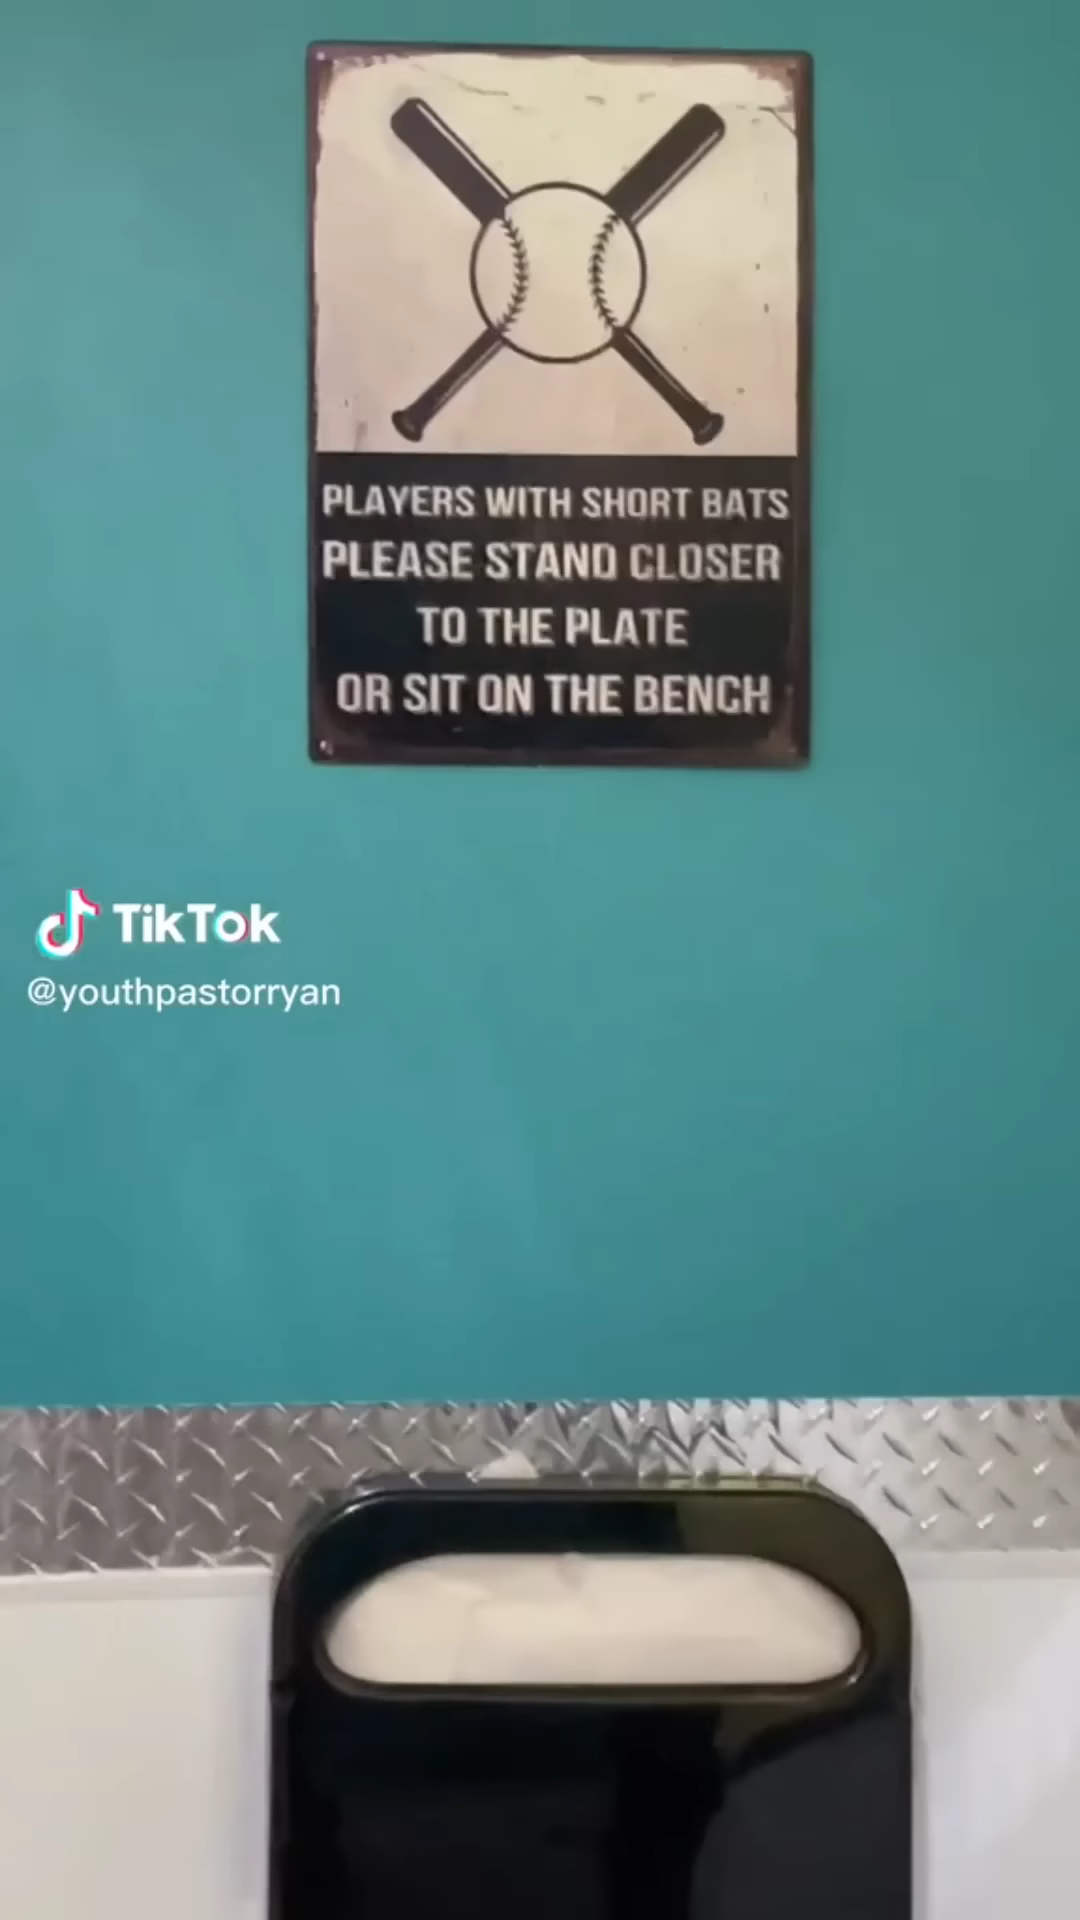 PLAYERS WITH SHORT BATS
PLEASE STAND CLOSER
TO THE PLATE
OR SIT ON THE BENCH
TikTok
@youthpastorryan